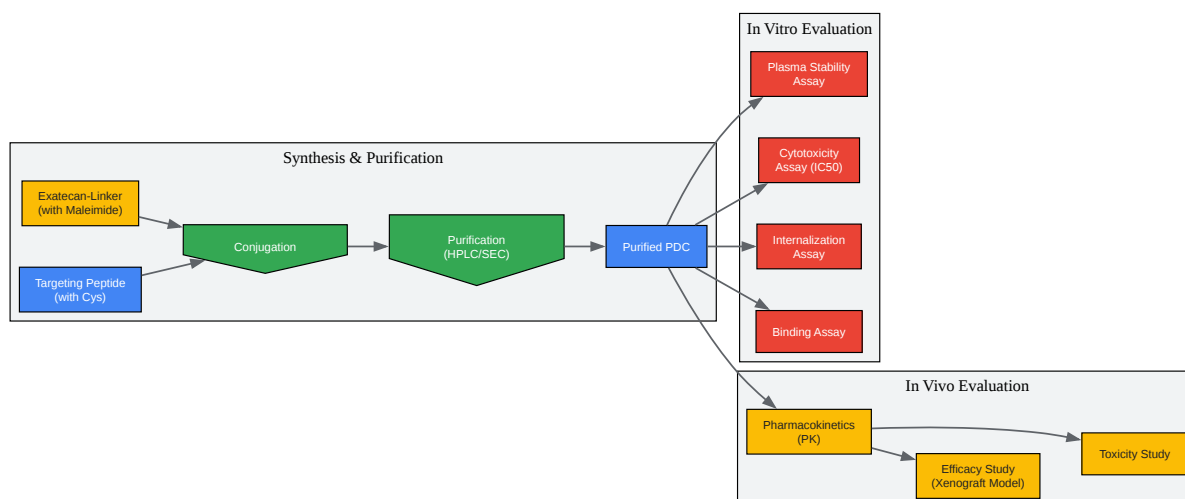 Synthesis & Purification
Exatecan-Linker
(with Maleimide)
Targeting Peptide
(with Cys)
Conjugation
Purification
(HPLC/SEC)
Purified PDC
In Vitro Evaluation
Plasma Stability
Assay
Cytotoxicity
Assay (IC50)
Internalization
Assay
Binding Assay
In Vivo Evaluation
Pharmacokinetics
(PK)
Efficacy Study
(Xenograft Model)
Toxicity Study